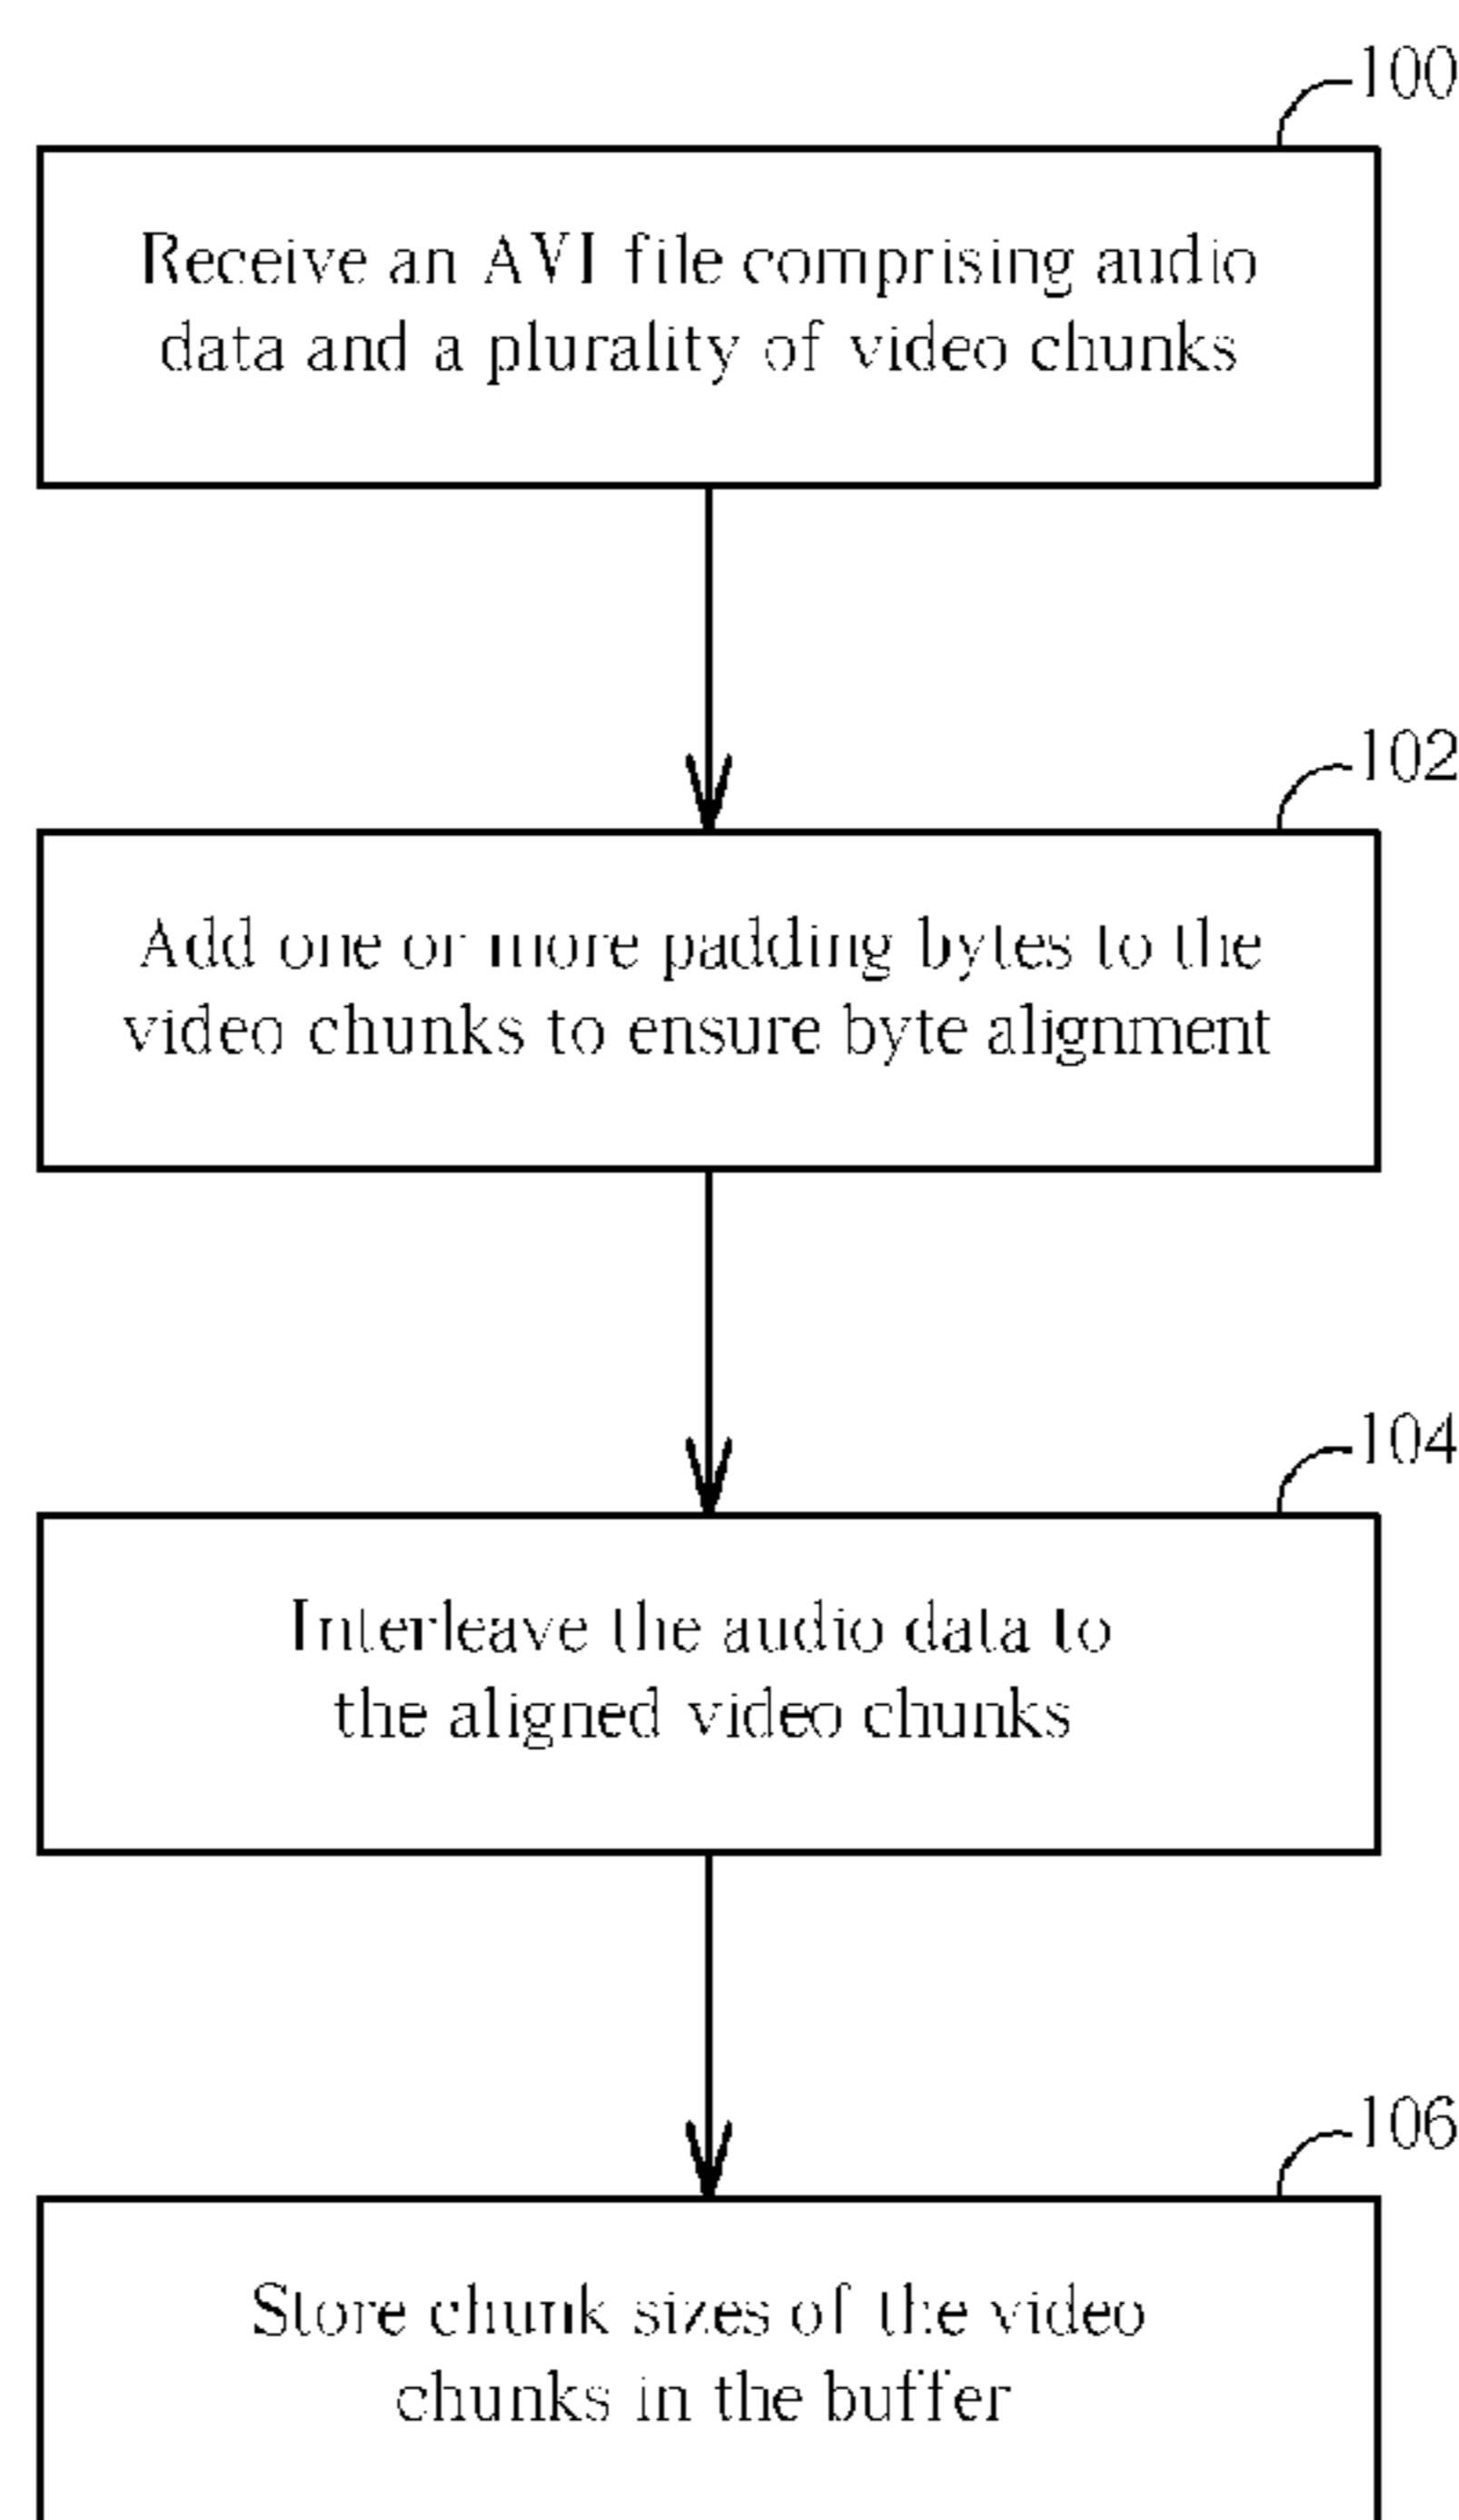 100
Receive an AVI file comprising audio
data and a plurality of video chunks
102
Add one or more padding bytes to the
video chunks to ensure byte alignment
104
Interleave the audio data to
the aligned video chunks
106
Store chunk sizes of the video
chunks in the buffer